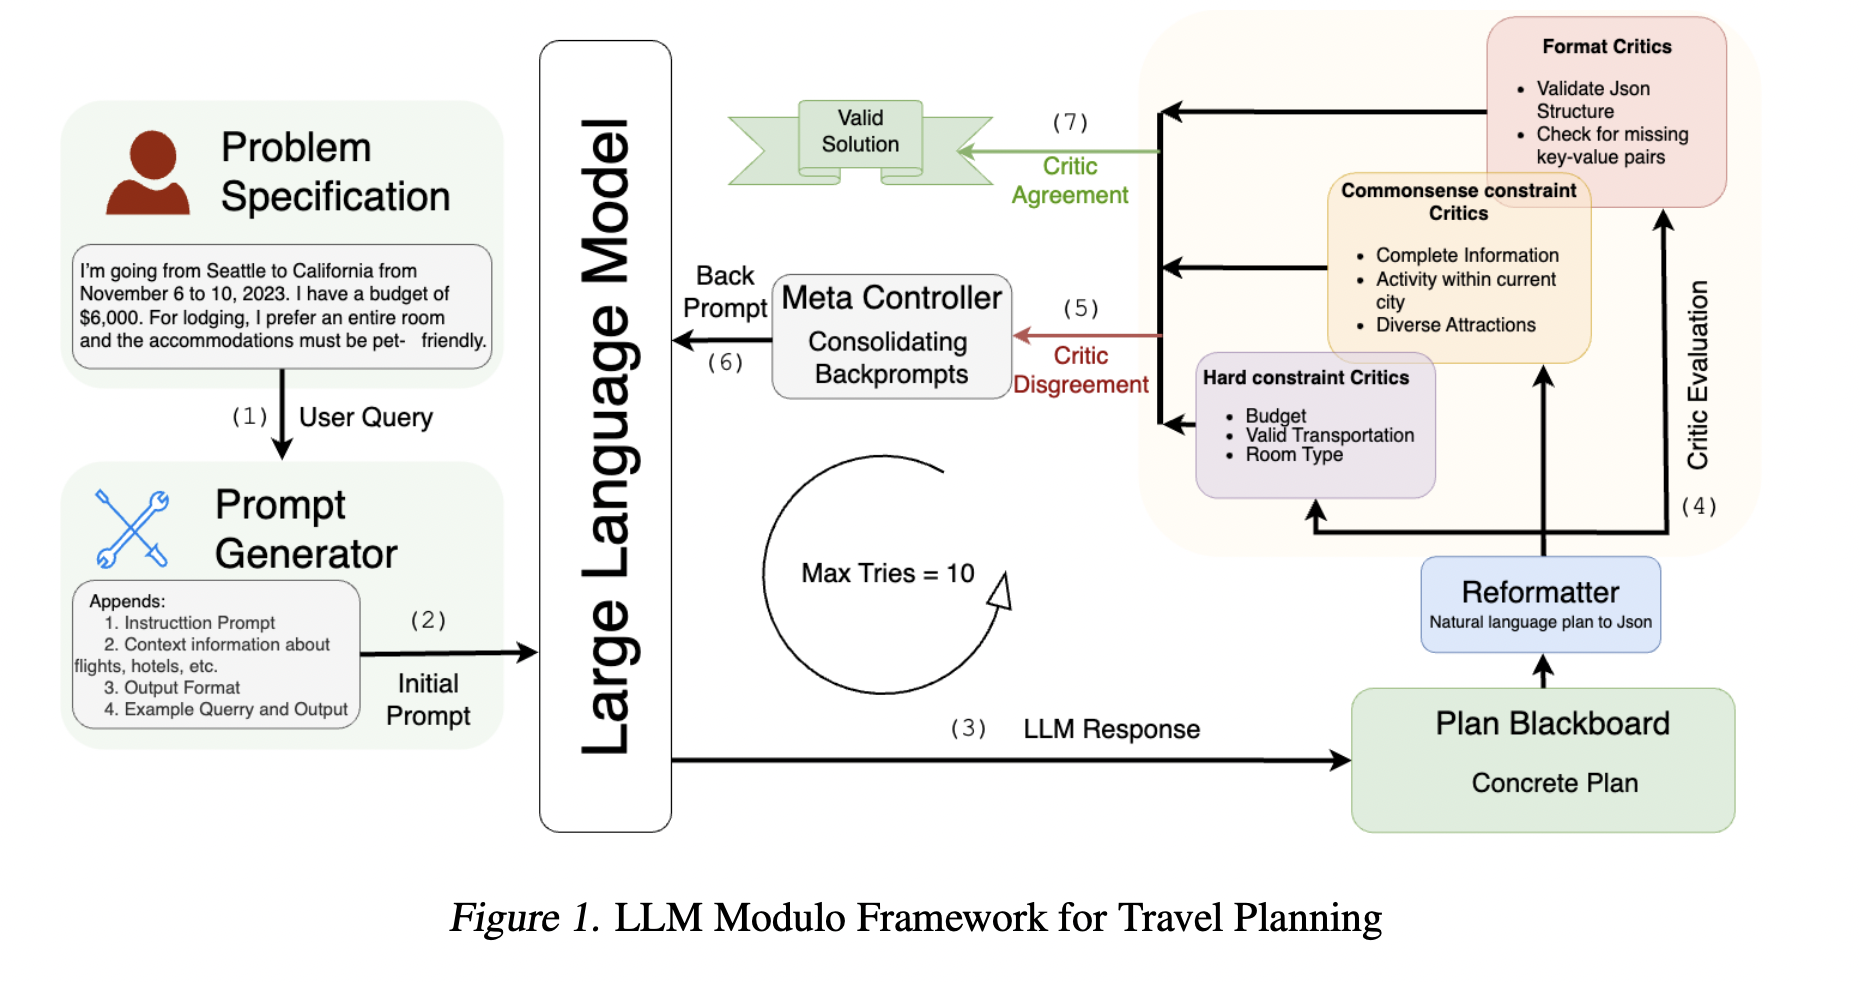 Problem
Specification
I'm going from Seattle to California from
November 6 to 10, 2023. I have a budget of
$6,000. For lodging, I prefer an entire room
and the accommodations must be pet- friendly.
(1) User Query
Prompt
Generator
Appends:
1. Insructtion Prompt
2. Context information about
flights, hotels, etc.
3. Output Format
4. Example Querry and Output
(2)
Initial
Prompt
Large Language Model
Valid
Solution
(7)
Critic
Agreement
Back
Prompt
(6)
Meta Controller
Consolidating
Backprompts
(5)
Critic
Disgreement
Max Tries = 10
(3) LLM Response
Format Critics
• Validate Json
Structure
• Check for missing
key-value pairs
Commonsense constraint
Critics
• Complete Information
• Activity within current
city
• Diverse Attractions
Hard constraint Critics
• Budget
• Valid Transportation
• Room Type
Critic Evaluation
(4)
Reformatter
Natural language plan to Json
Plan Blackboard
Concrete Plan
Figure 1. LLM Modulo Framework for Travel Planning